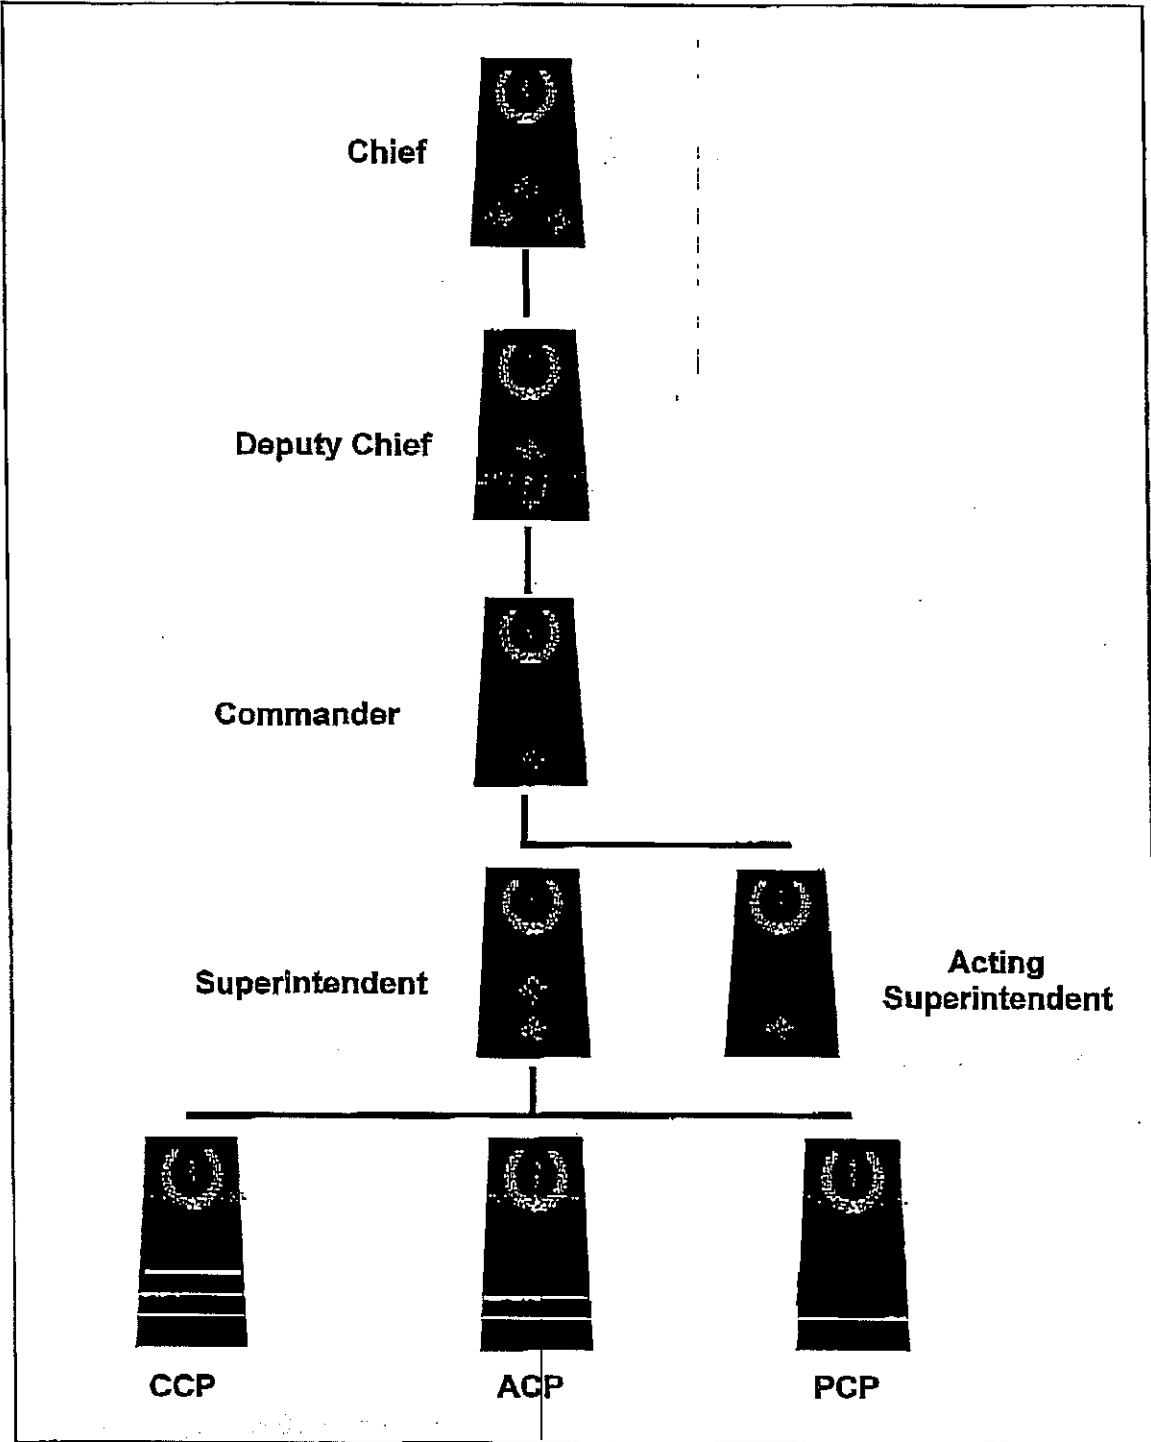 Chief
Deputy Chief
Commander
Superintendent
Acting
Superintendent
CCP
ACP
PCP